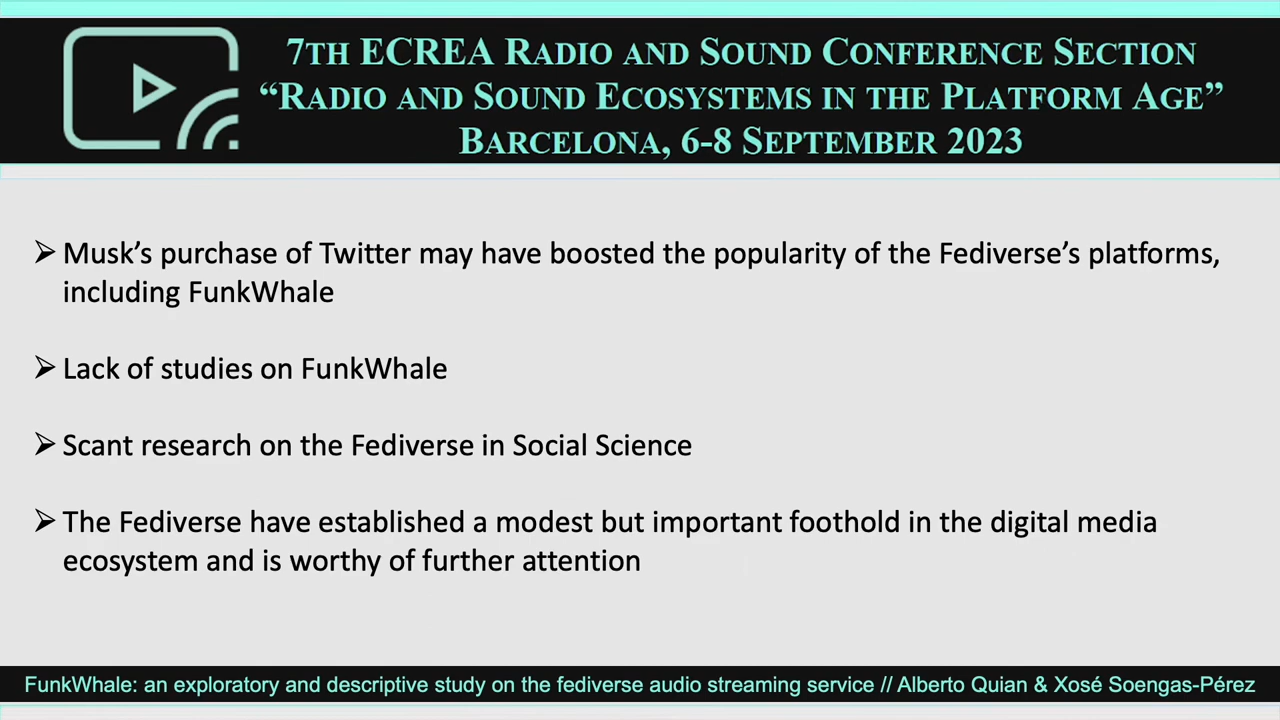 7TH ECREA RADIO AND SOUND CONFERENCE SECTION
“RADIO AND SOUND ECOSYSTEMS IN THE PLATFORM AGE”
BARCELONA, 6-8 SEPTEMBER 2023
➢ Musk’s purchase of Twitter may have boosted the popularity of the Fediverse’s platforms,
including FunkWhale
➢ Lack of studies on FunkWhale
➢ Scant research on the Fediverse in Social Science
➢ The Fediverse have established a modest but important foothold in the digital media
ecosystem and is worthy of further attention
FunkWhale: an exploratory and descriptive study on the fediverse audio streaming service // Alberto Quian & Xosé Soengas-Pérez